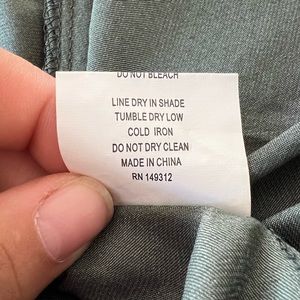 DO NOT BLEACH
LINE DRY IN SHADE
TUMBLE DRY LOW
COLD IRON
DO NOT DRY CLEAN
MADE IN CHINA
RN 149312